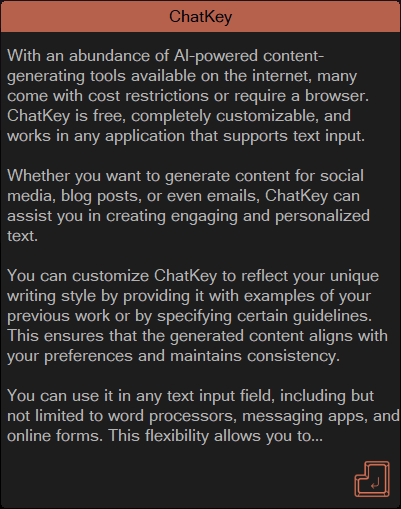 ChatKey
With an abundance of AI-powered content-
generating tools available on the internet, many
come with cost restrictions or require a browser.
ChatKey is free, completely customizable, and
works in any application that supports text input.
Whether you want to generate content for social
media, blog posts, or even emails, ChatKey can
assist you in creating engaging and personalized
text.
You can customize ChatKey to reflect your unique
writing style by providing it with examples of your
previous work or by specifying certain guidelines.
This ensures that the generated content aligns with
your preferences and maintains consistency.
You can use it in any text input field, including but
not limited to word processors, messaging apps, and
online forms. This flexibility allows you to...